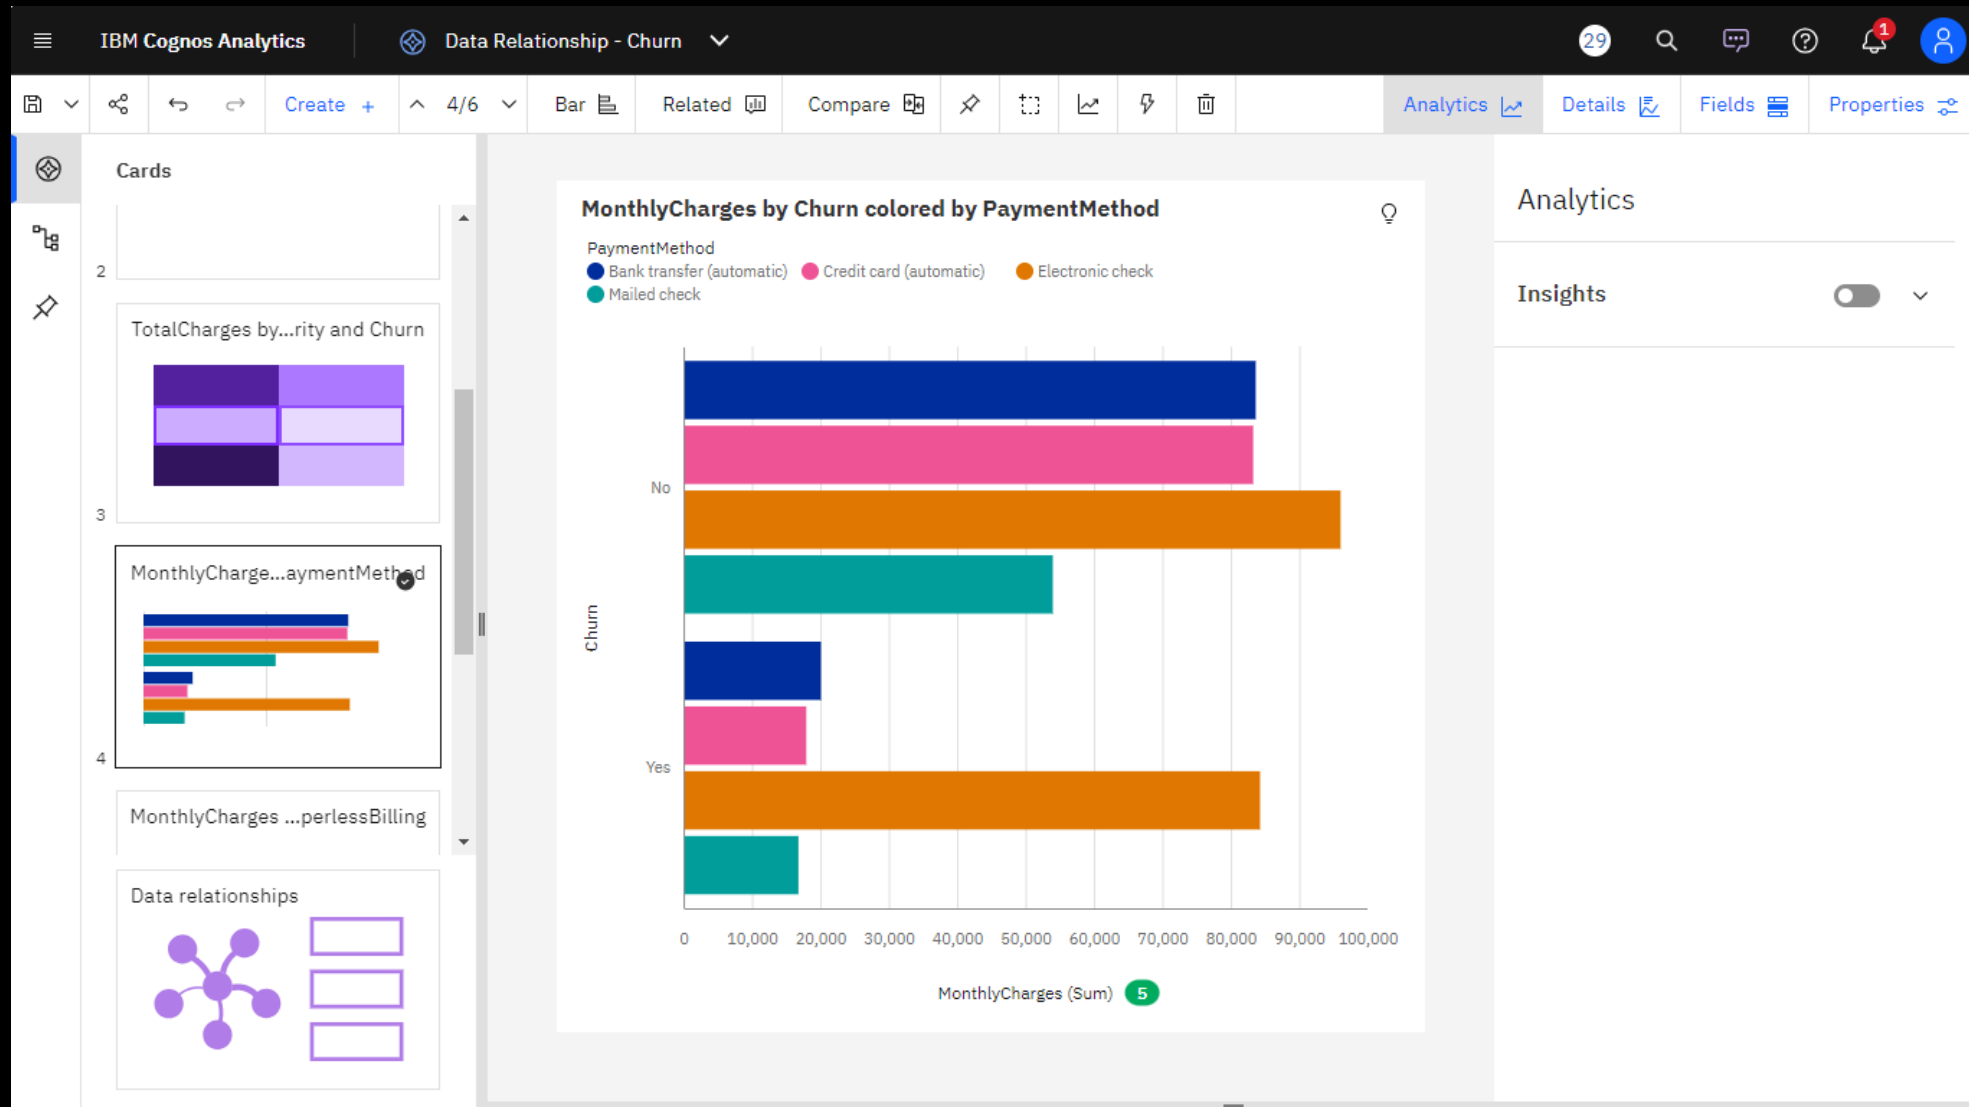 IBM Cognos Analytics
Data Relationship - Churn
29
1
Create +
4/6
Bar
Related
Compare
Analytics
Details
Fields
Properties
Cards
2
TotalCharges by...rity and Churn
3
MonthlyCharge...aymentMethod
4
MonthlyCharges ...perlessBilling
Data relationships
MonthlyCharges by Churn colored by PaymentMethod
PaymentMethod
Bank transfer (automatic) Credit card (automatic) Electronic check
Mailed check
No
Churn
Yes
0 10,000 20,000 30,000 40,000 50,000 60,000 70,000 80,000 90,000 100,000
MonthlyCharges (Sum) 5
Analytics
Insights